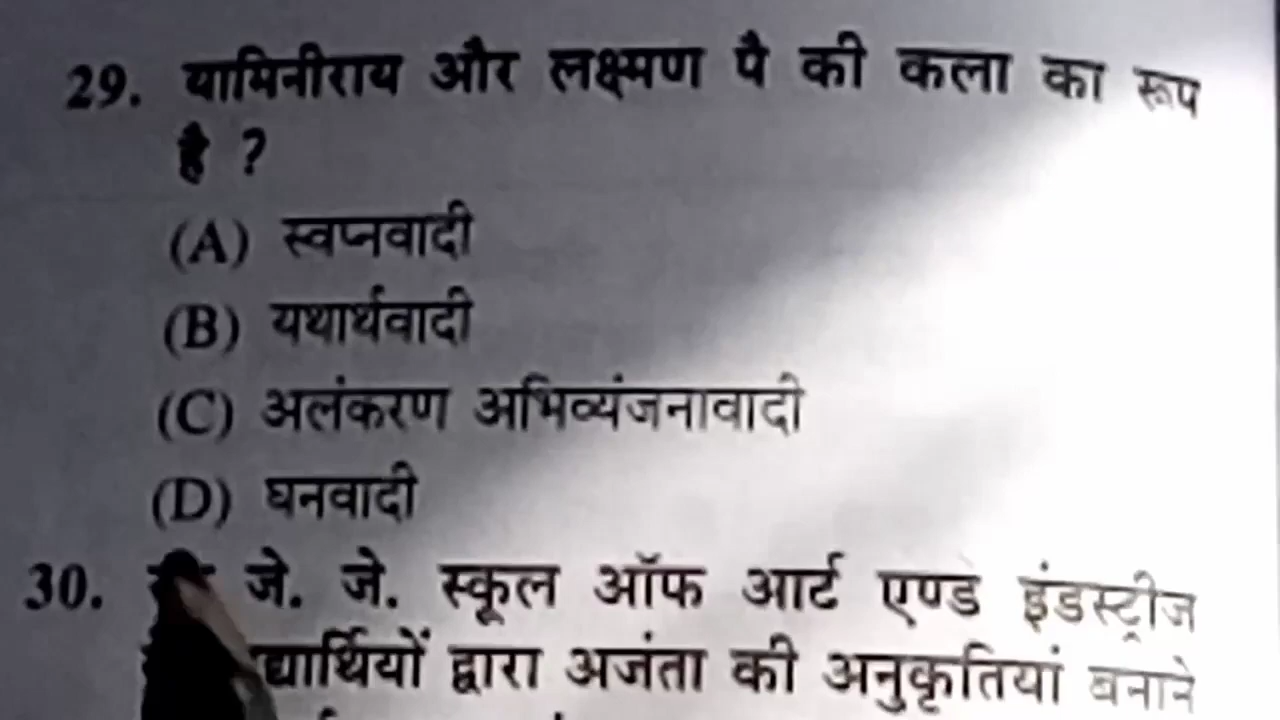 29. यामिनीराय और लक्ष्मण पै की कला का रूप
है ?
(A) स्वप्नवादी
(B) यथार्थवादी
(C) अलंकरण अभिव्यंजनावादी
(D) घनवादी
30. जे. जे. स्कूल ऑफ आर्ट एण्ड इंडस्ट्रीज
द्वारा अजंता की अनुकृतियां बनाने